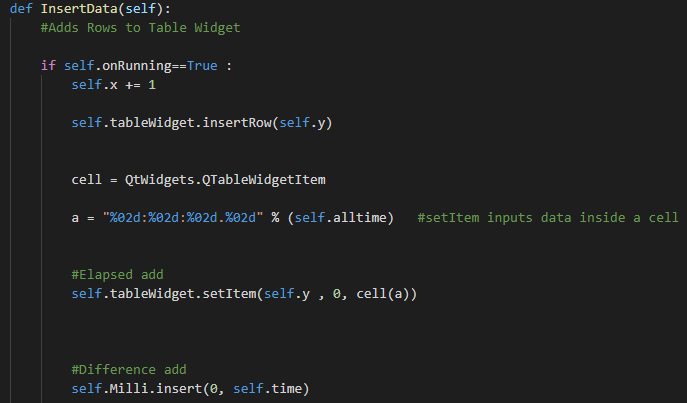 def InsertData(self):
#Adds Rows to Table Widget
if self.onRunning==True :
self.x += 1
self.tableWidget.insertRow(self.y)
cell = QtWidgets.QTableWidgetItem
a = "%02d:%02d:%02d.%02d" % (self.alltime)   #setItem inputs data inside a cell
#Elapsed add
self.tableWidget.setItem(self.y , 0, cell(a))
#Difference add
self.Milli.insert(0, self.time)